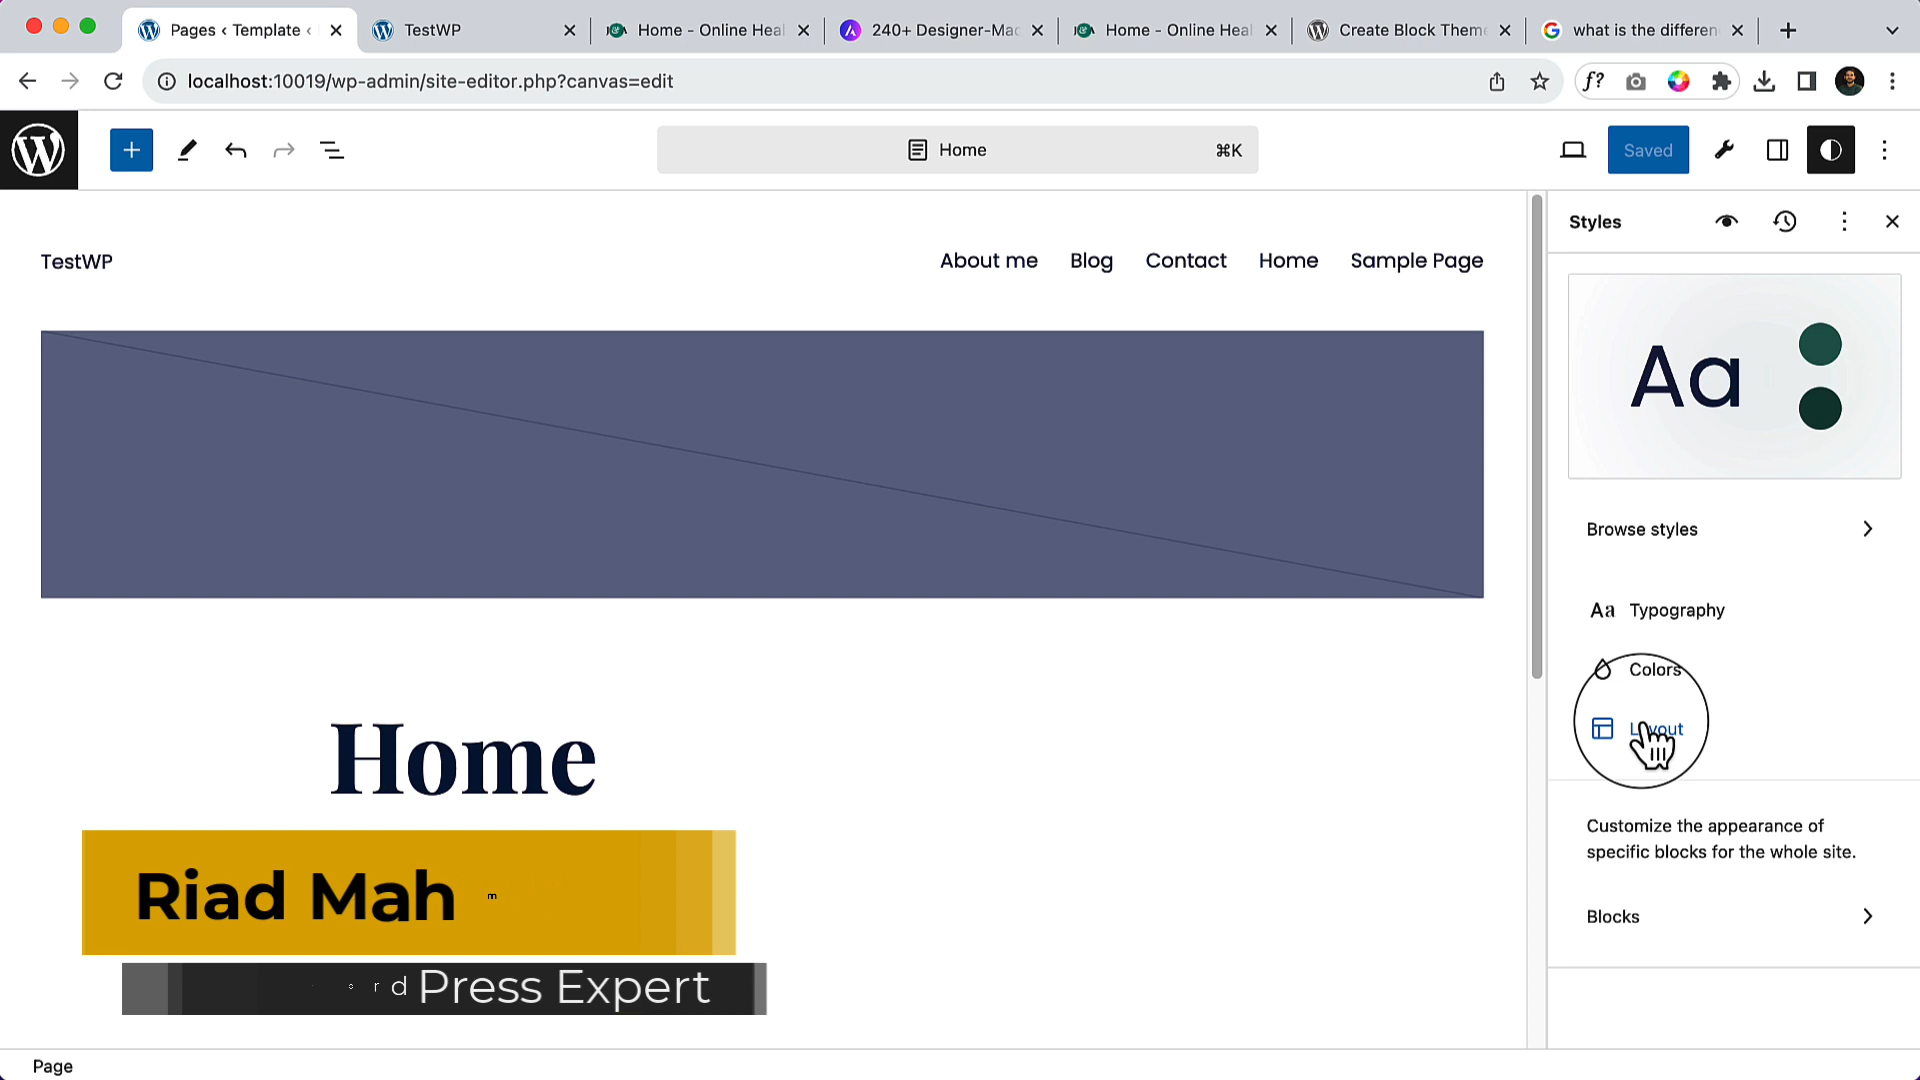 Pages ‹ Template ‹
TestWP
Home - Online Heal
240+ Designer-Mac
Home - Online Heal
Create Block Theme
what is the differen
localhost:10019/wp-admin/site-editor.php?canvas=edit
f?
Home
⌘K
Saved
Styles
TestWP
About me
Blog
Contact
Home
Sample Page
Aa
Browse styles
Aa Typography
Colors
Layout
Home
Customize the appearance of
specific blocks for the whole site.
Blocks
Riad Mah m
o r d Press Expert
Page